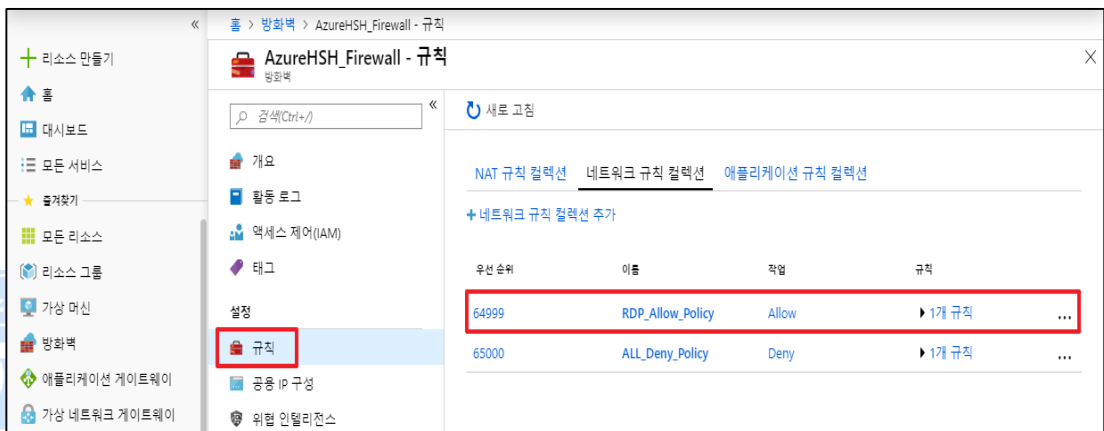 «
홈 > 방화벽 > AzureHSH_Firewall - 규칙
리소스 만들기
AzureHSH_Firewall - 규칙
방화벽
홈
검색(Ctrl+/)
«
새로 고침
대시보드
모든 서비스
개요
NAT 규칙 컬렉션 네트워크 규칙 컬렉션 애플리케이션 규칙 컬렉션
즐겨찾기
활동 로그
+ 네트워크 규칙 컬렉션 추가
모든 리소스
액세스 제어(IAM)
리소스 그룹
태그
우선 순위 이름 작업 규칙
가상 머신
설정
64999 RDP_Allow_Policy Allow 1개 규칙 ...
방화벽
규칙
65000 ALL_Deny_Policy Deny 1개 규칙 ...
애플리케이션 게이트웨이
공용 IP 구성
가상 네트워크 게이트웨이
위협 인텔리전스